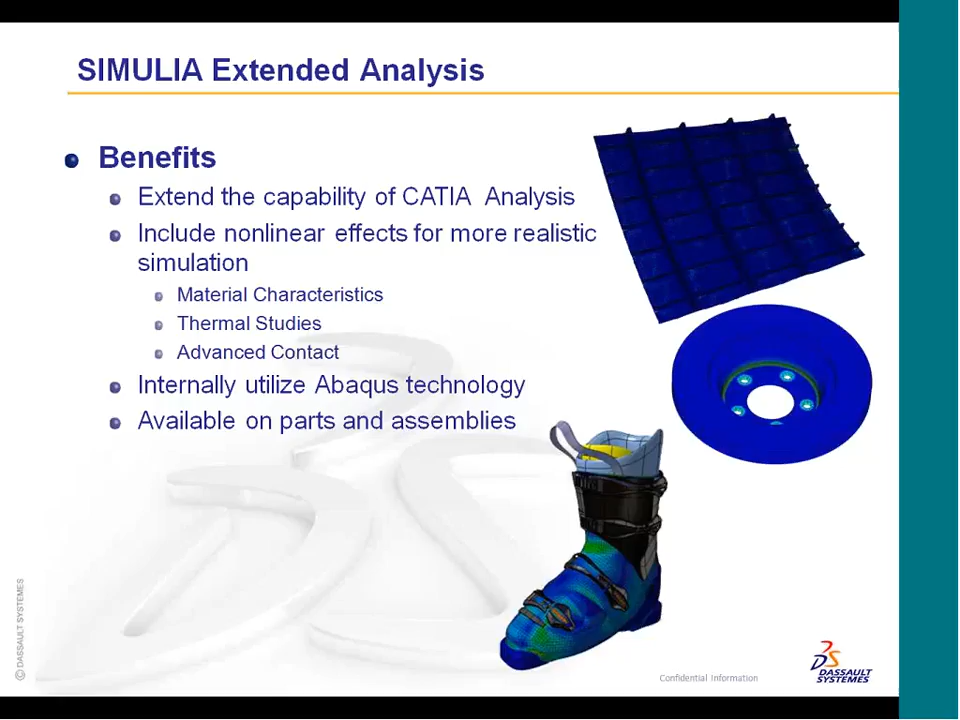 SIMULIA Extended Analysis
Benefits
Extend the capability of CATIA Analysis
Include nonlinear effects for more realistic
simulation
Material Characteristics
Thermal Studies
Advanced Contact
Internally utilize Abaqus technology
Available on parts and assemblies
© DASSAULT SYSTEMES
Confidential Information
DASSAULT
SYSTEMES